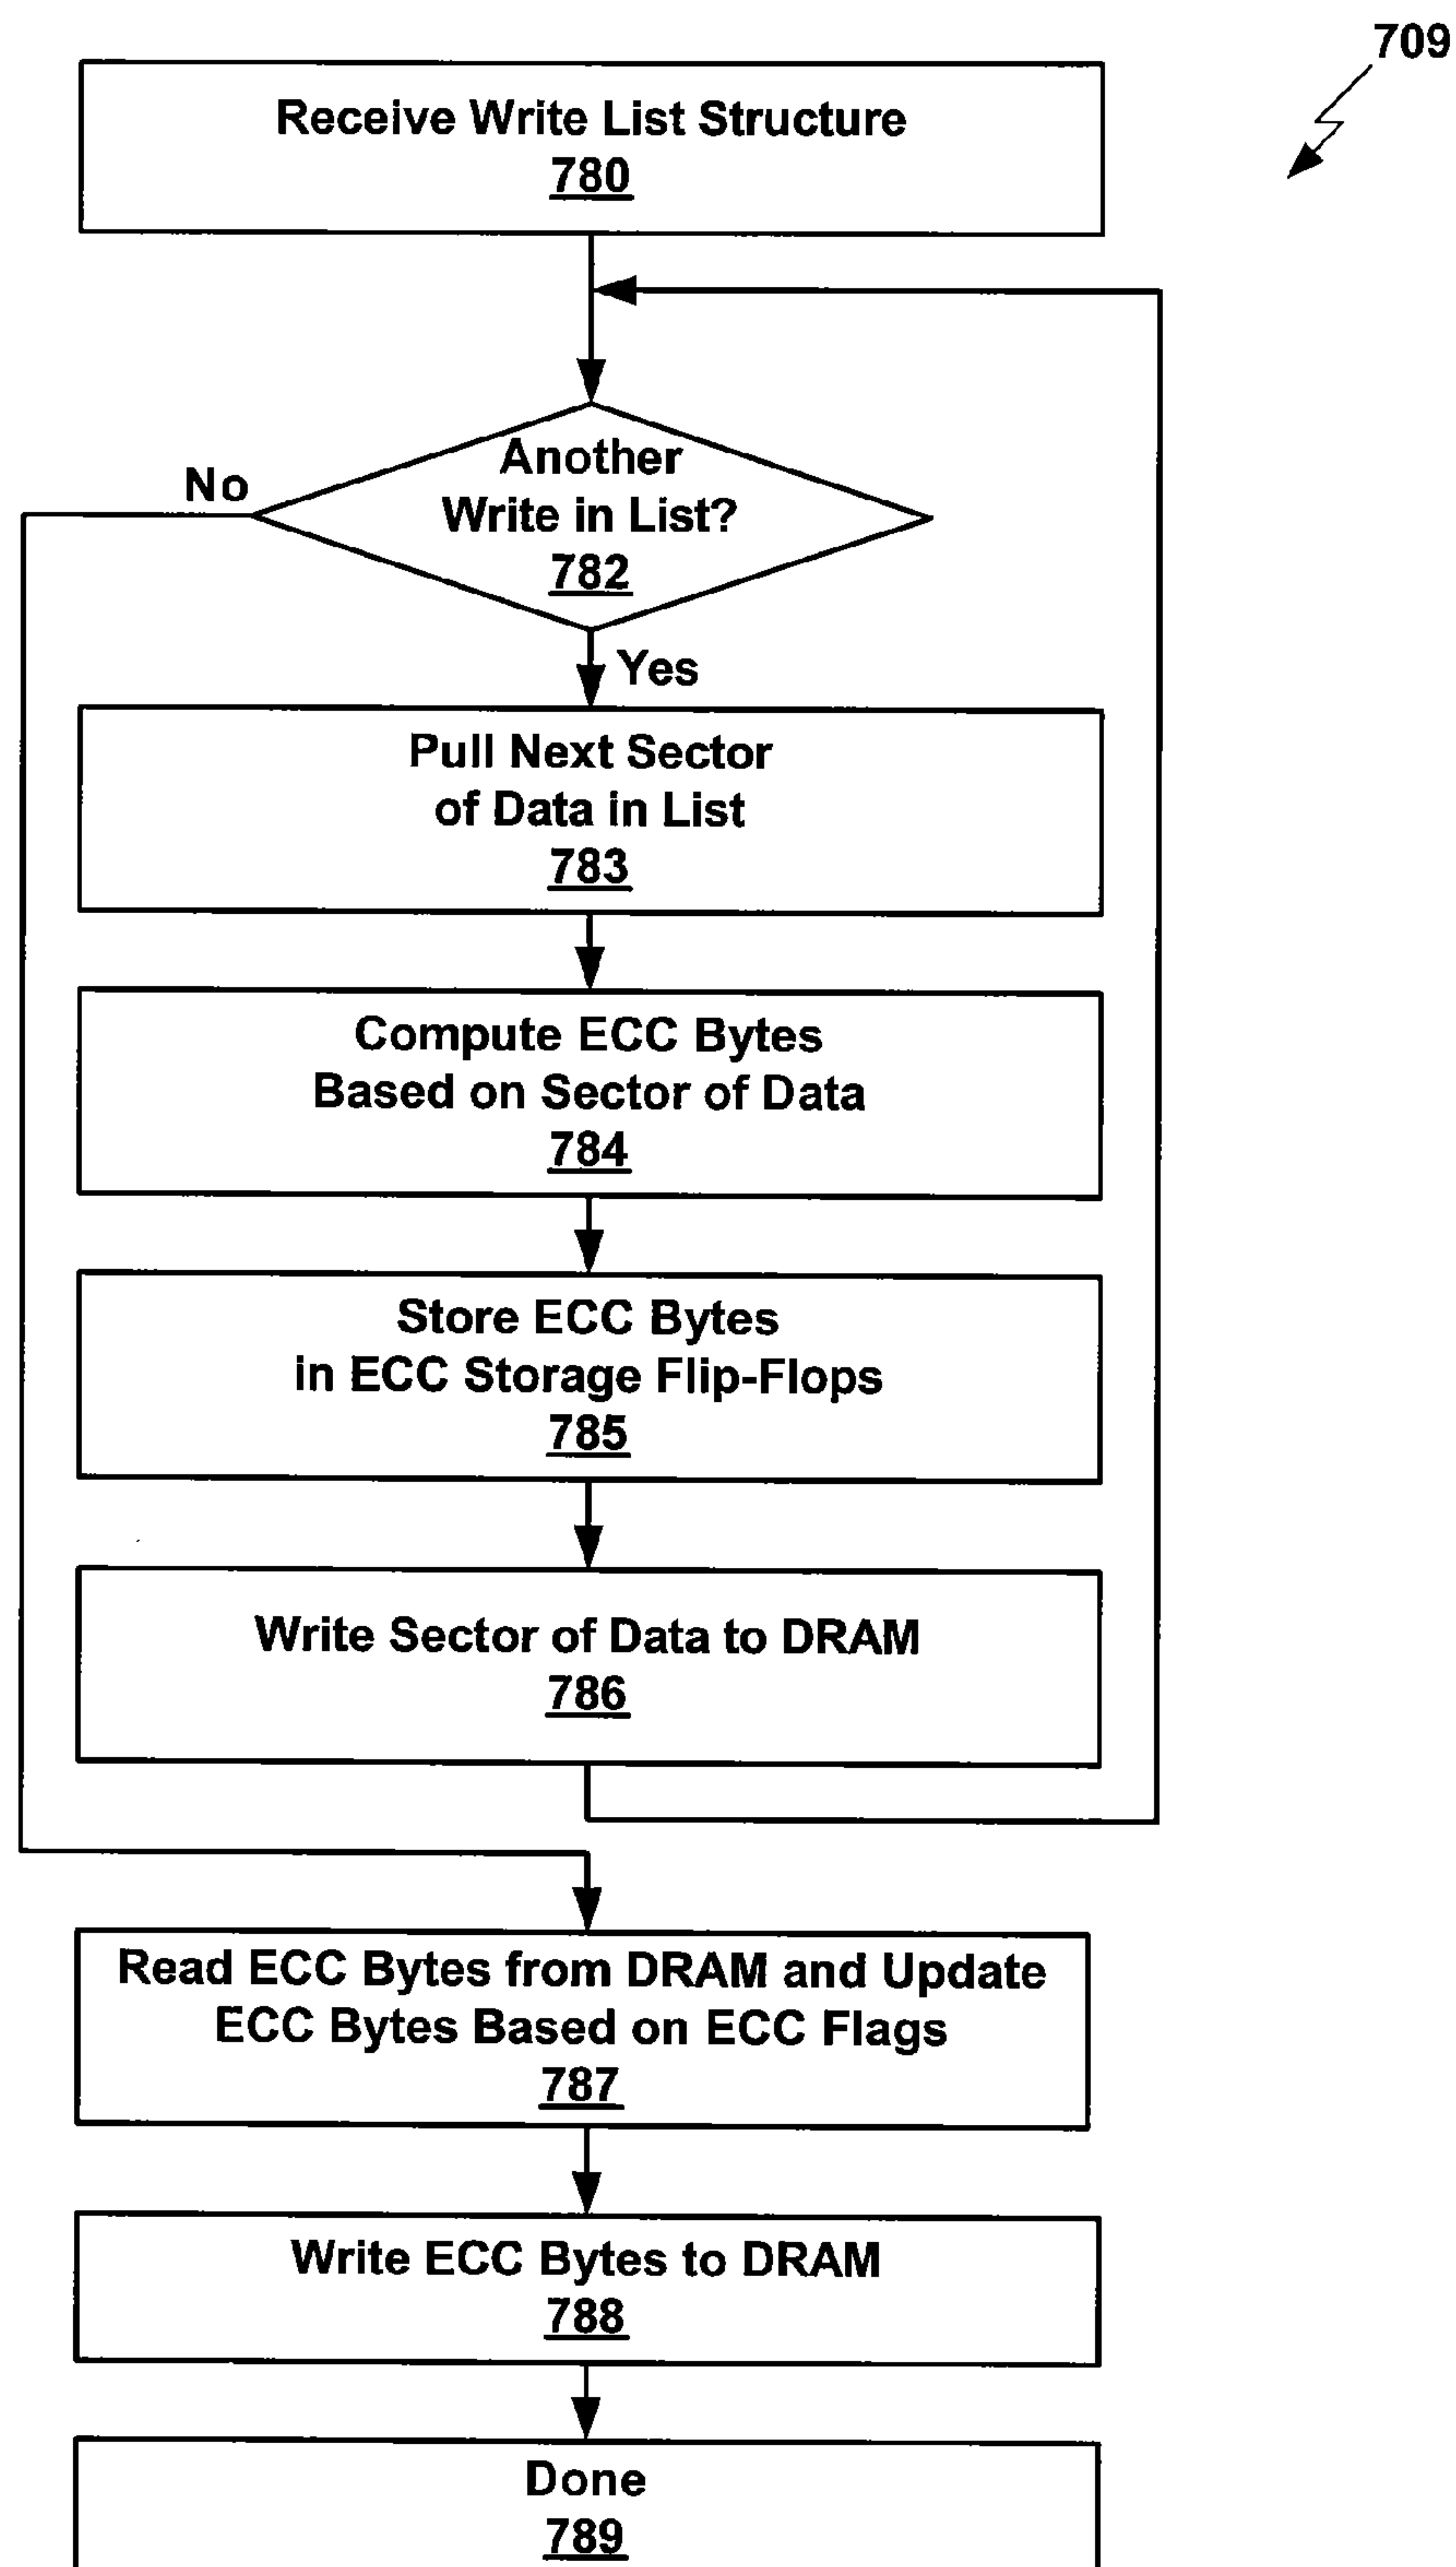 709
Receive Write List Structure
780
Another
Write in List?
782
No
Yes
Pull Next Sector
of Data in List
783
Compute ECC Bytes
Based on Sector of Data
784
Store ECC Bytes
in ECC Storage Flip-Flops
785
Write Sector of Data to DRAM
786
Read ECC Bytes from DRAM and Update
ECC Bytes Based on ECC Flags
787
Write ECC Bytes to DRAM
788
Done
789